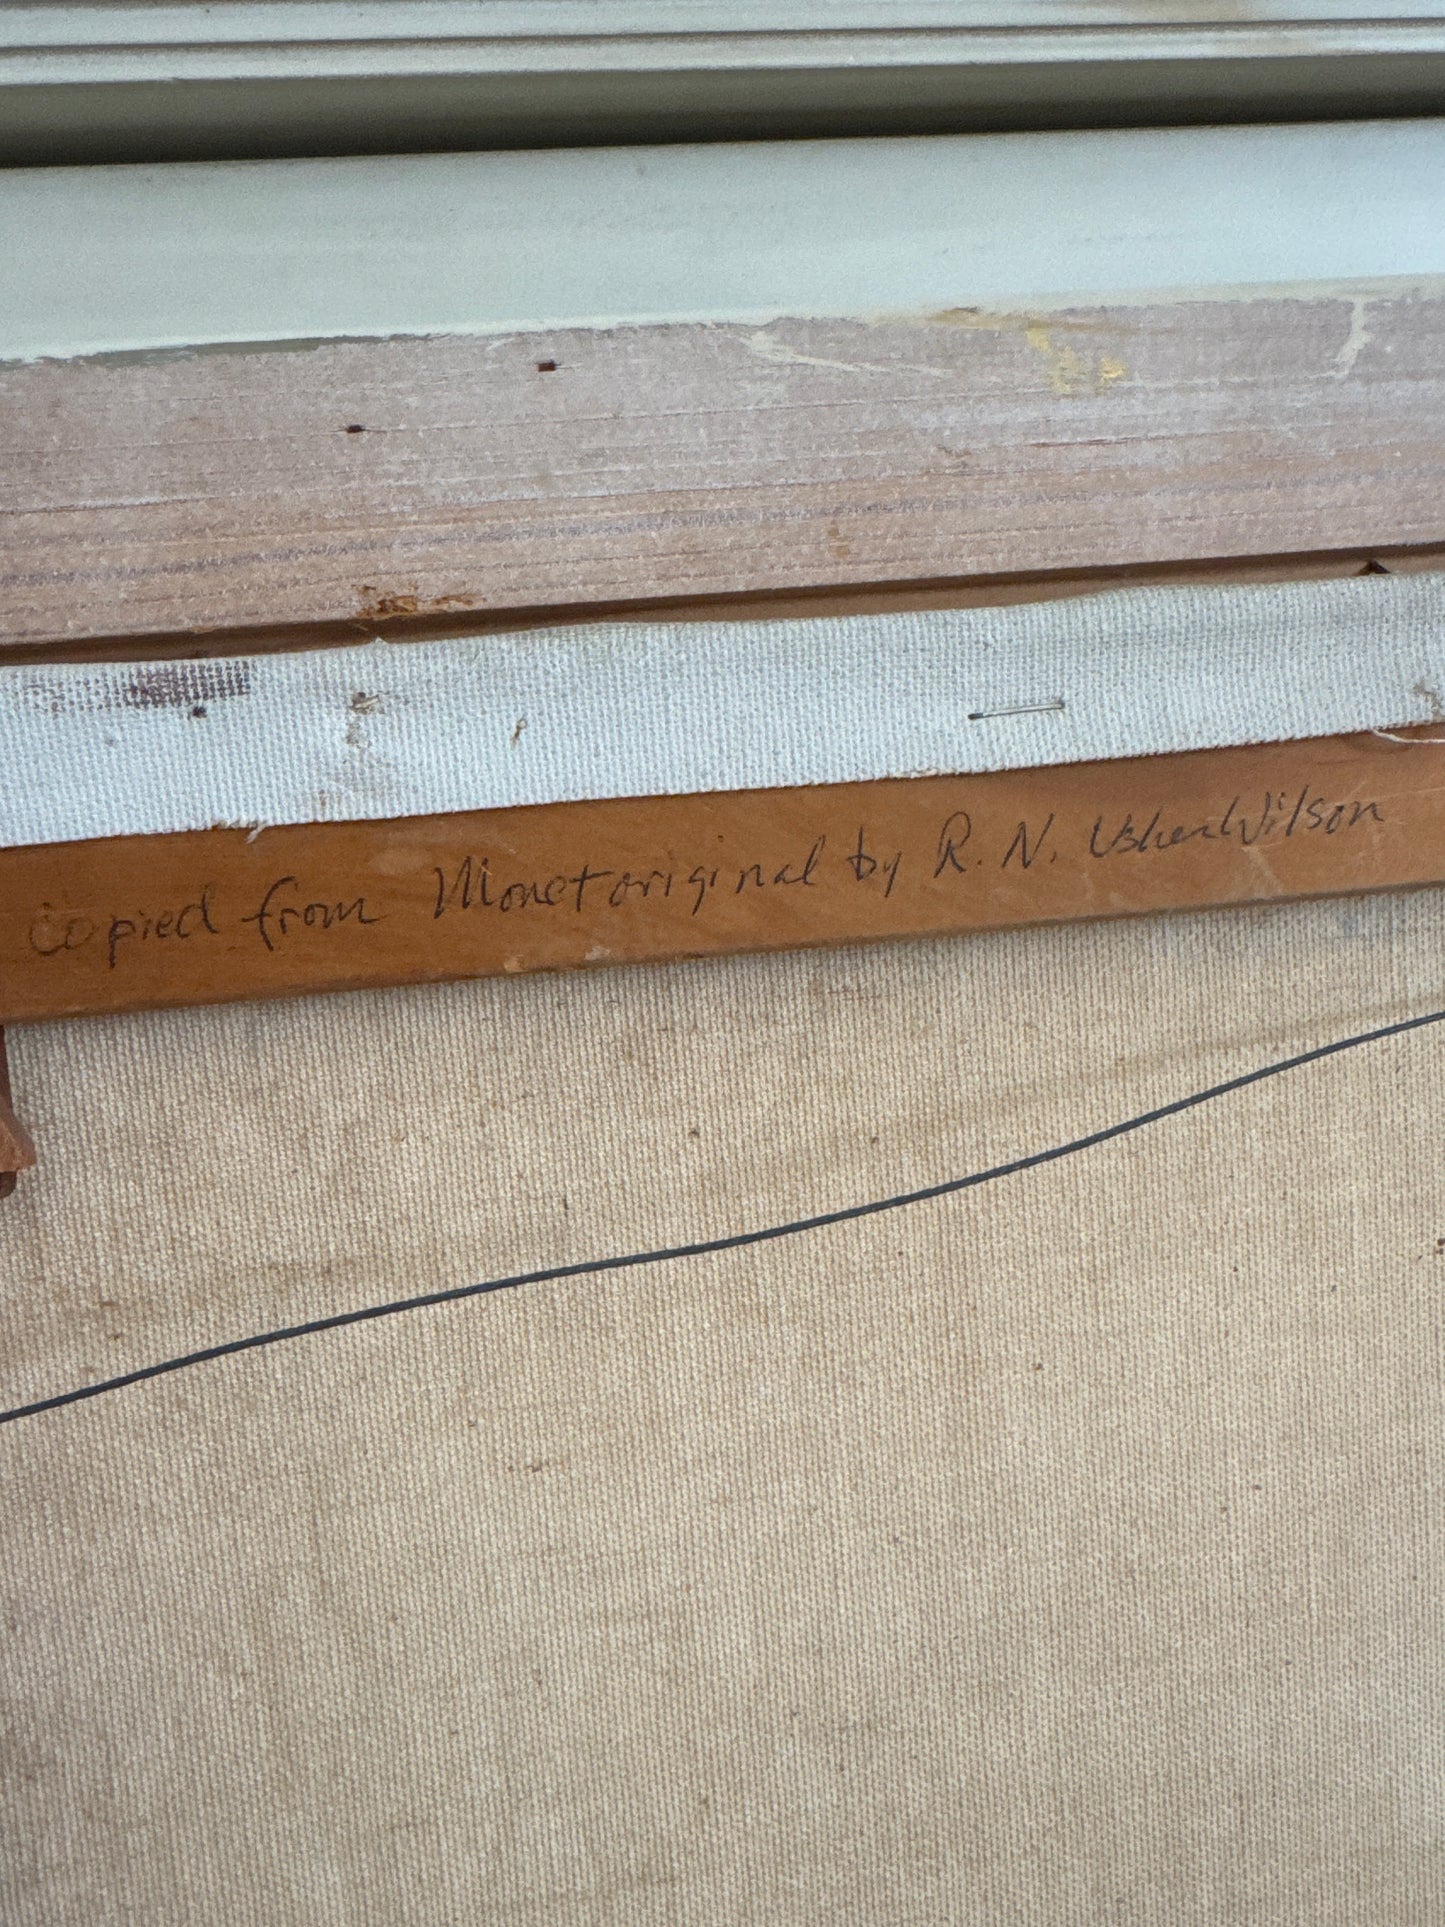 copied from Monet original by R. N. Usher Wilson